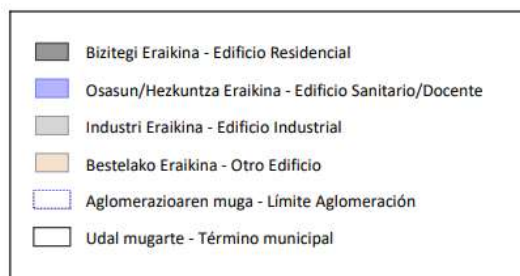 Bizitegi Eraikina - Edificio Residencial
Osasun/Hezkuntza Eraikina - Edificio Sanitario/Docente
Industri Eraikina - Edificio Industrial
Bestelako Eraikina - Otro Edificio
Aglomerazioaren muga - Límite Aglomeración
Udal mugarte - Término municipal